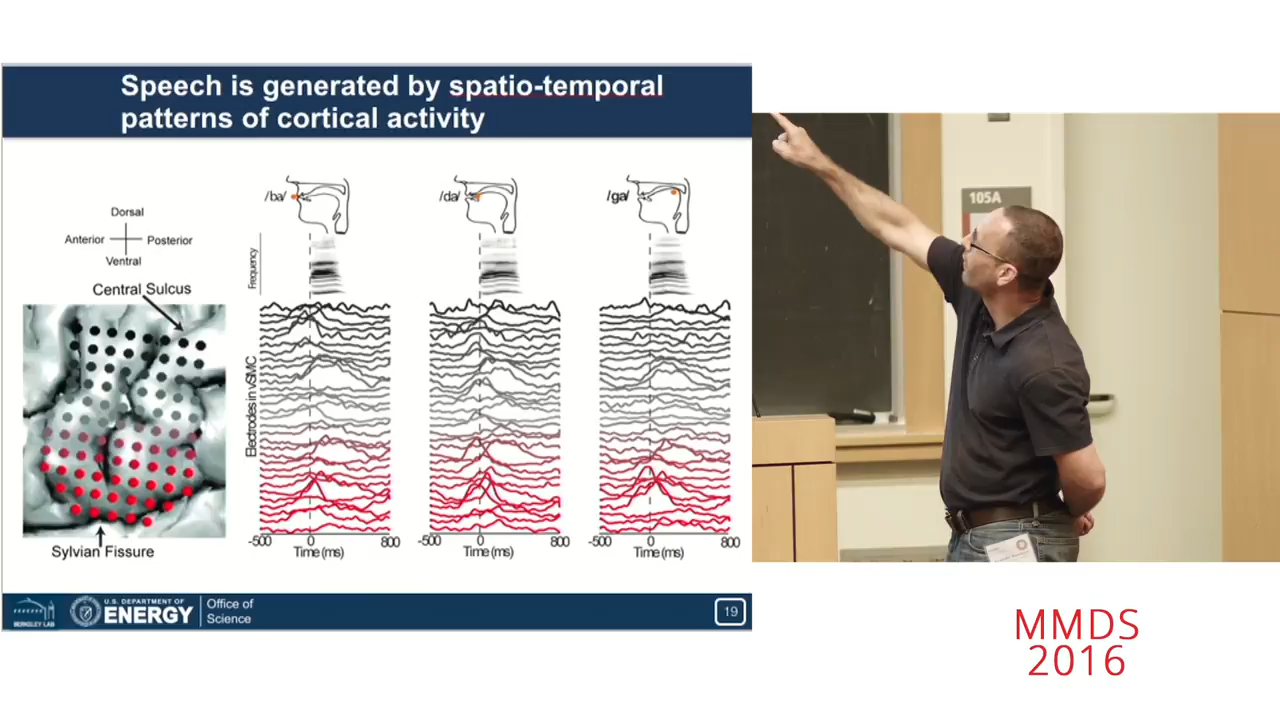 Speech is generated by spatio-temporal
patterns of cortical activity
/ba/
/da/
/ga/
Dorsal
Anterior
Posterior
Ventral
Central Sulcus
Frequency
Electrodes in vSMC
Sylvian Fissure
-500 0 800
Time (ms)
-500 0 800
Time (ms)
-500 0 800
Time (ms)
BERKELEY LAB
U.S. DEPARTMENT OF
ENERGY
Office of
Science
19
105A
MMDS
2016